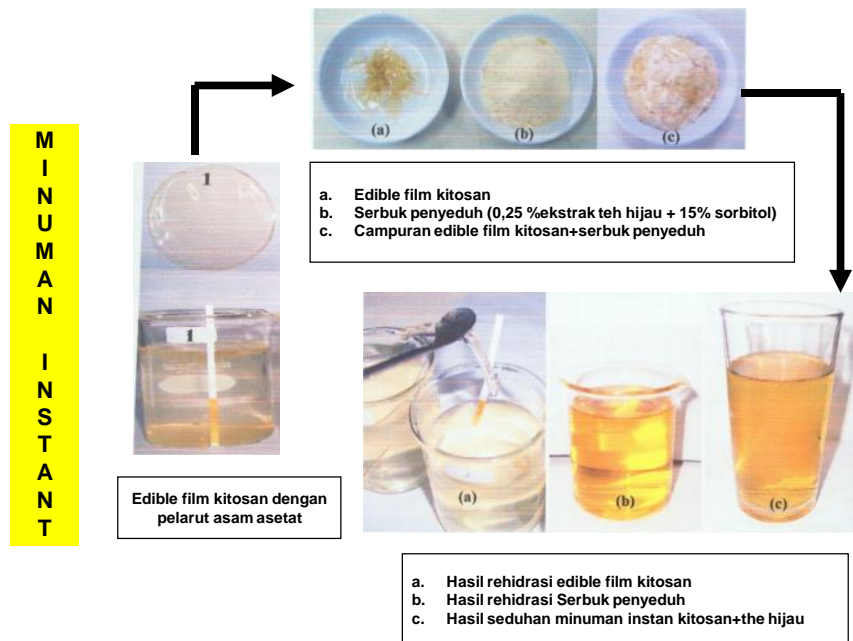 MINUMAN INSTANT
1
1
Edible film kitosan dengan
pelarut asam asetat
(a)
(b)
(c)
a. Edible film kitosan
b. Serbuk penyeduh (0,25 %ekstrak teh hijau + 15% sorbitol)
c. Campuran edible film kitosan+serbuk penyeduh
(a)
(b)
(c)
a. Hasil rehidrasi edible film kitosan
b. Hasil rehidrasi Serbuk penyeduh
c. Hasil seduhan minuman instan kitosan+the hijau